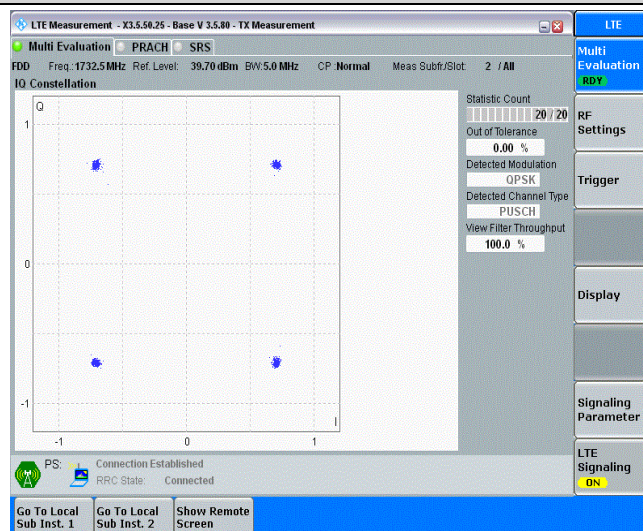 LTE Measurement - X3.5.50.25 - Base V 3.5.80 - TX Measurement
LTE
Multi Evaluation PRACH SRS
Multi
Evaluation
RDY
FDD Freq.:1732.5 MHz Ref. Level: 39.70 dBm BW:5.0 MHz CP:Normal Meas Subfr./Slot: 2 / All
IQ Constellation
Q
1
0
-1
-1 0 1
I
Statistic Count
20 / 20
Out of Tolerance
0.00 %
Detected Modulation
QPSK
Detected Channel Type
PUSCH
View Filter Throughput
100.0 %
RF
Settings
Trigger
Display
Signaling
Parameter
LTE
Signaling
ON
PS: Connection Established
RRC State: Connected
Go To Local
Sub Inst. 1
Go To Local
Sub Inst. 2
Show Remote
Screen